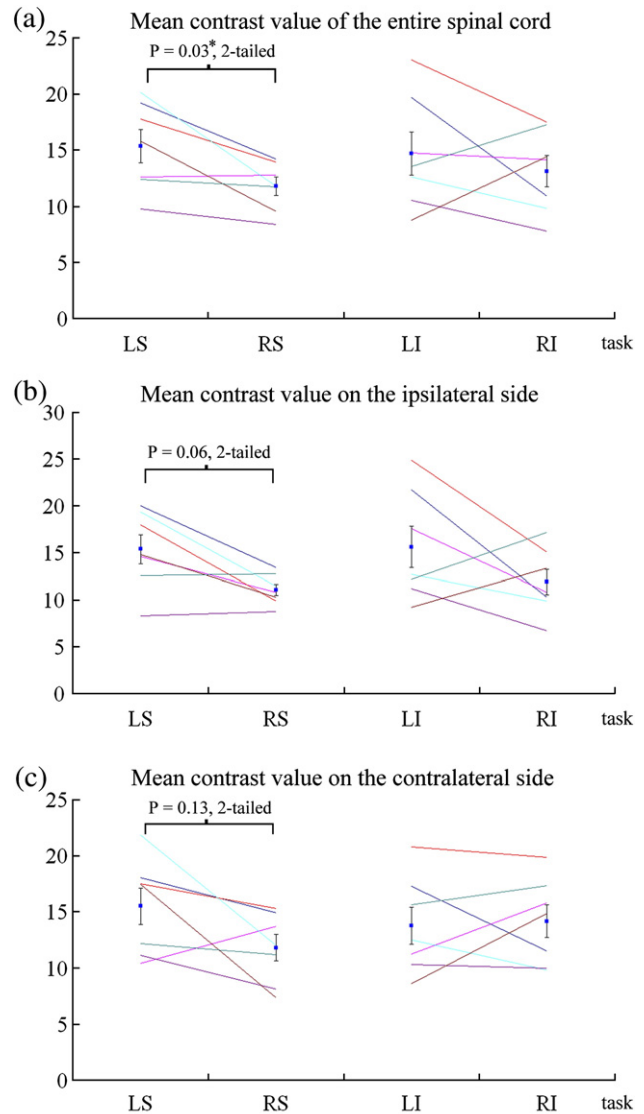 (a)
Mean contrast value of the entire spinal cord
25
P = 0.03*, 2-tailed
20
15
10
5
0
LS RS LI RI task
(b)
Mean contrast value on the ipsilateral side
30
25
P = 0.06, 2-tailed
20
15
10
5
0
LS RS LI RI task
(c)
Mean contrast value on the contralateral side
25
P = 0.13, 2-tailed
20
15
10
5
0
LS RS LI RI task